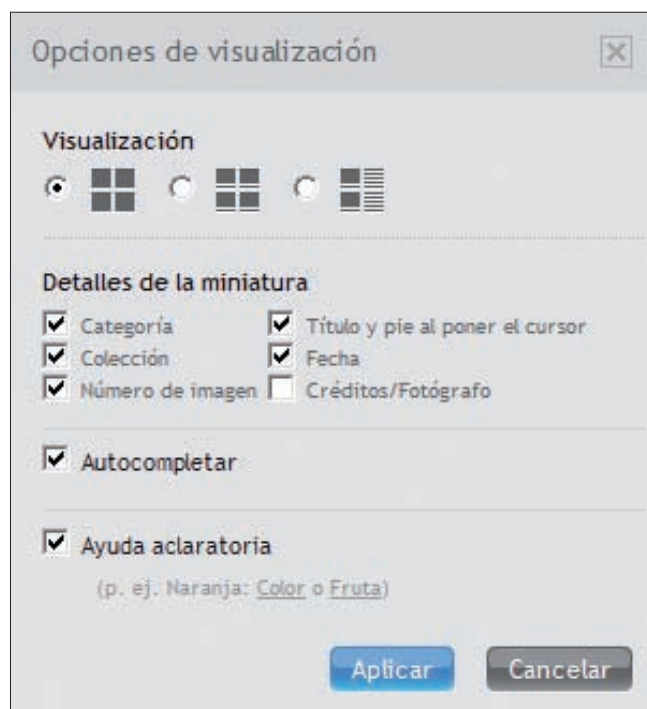 Opciones de visualización
Visualización
Detalles de la miniatura
Categoría
Título y pie al poner el cursor
Colección
Fecha
Número de imagen
Créditos/Fotógrafo
Autocompletar
Ayuda aclaratoria
(p. ej. Naranja: Color o Fruta)
Aplicar
Cancelar